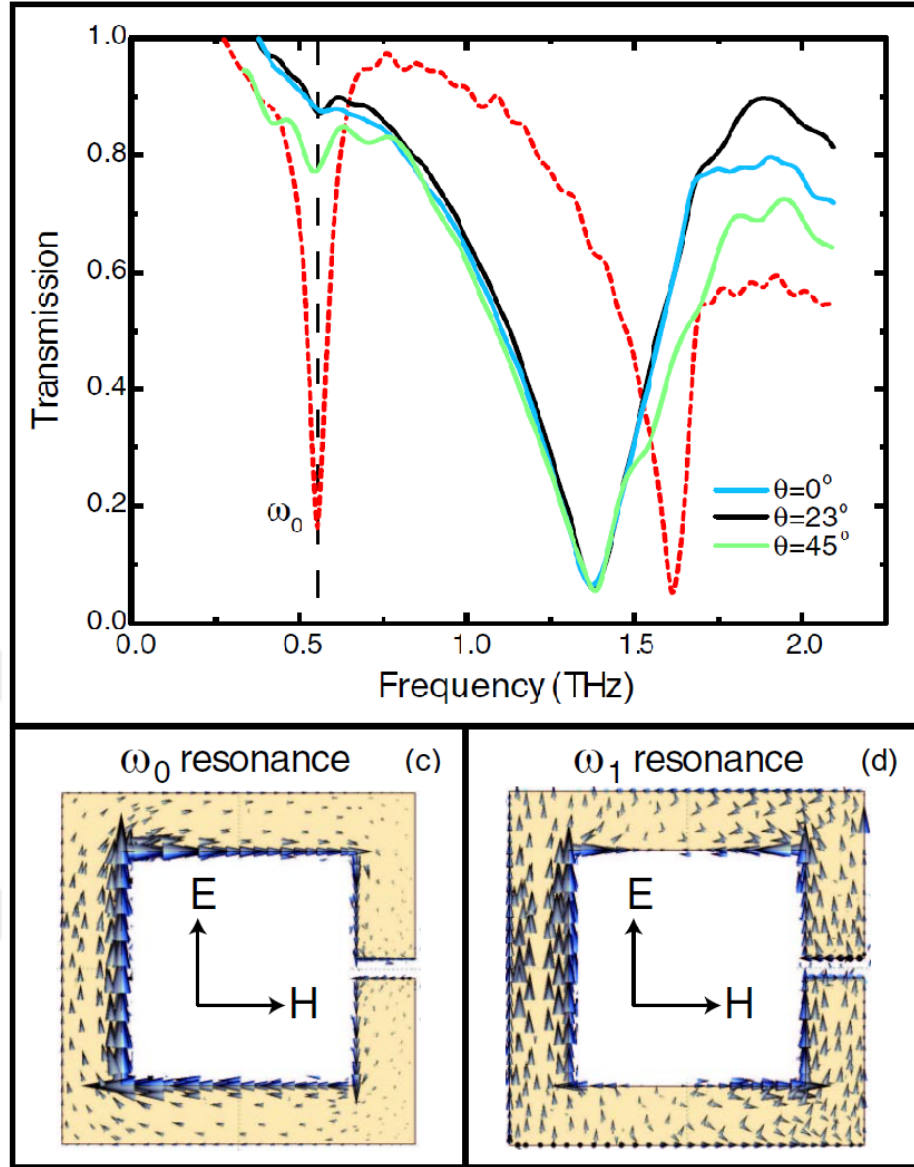 1.0
0.8
0.6
0.4
0.2
0.0
Transmission
ω0
θ=0°
θ=23°
θ=45°
0.0 0.5 1.0 1.5 2.0
Frequency (THz)
ω0 resonance (c)
E
H
ω1 resonance (d)
E
H